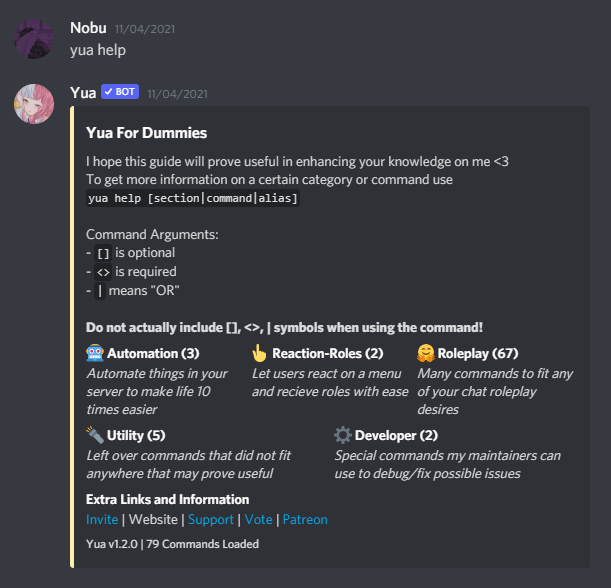 Nobu 11/04/2021
yua help
Yua BOT 11/04/2021
Yua For Dummies
I hope this guide will prove useful in enhancing your knowledge on me <3
To get more information on a certain category or command use
yua help [section|command|alias]
Command Arguments:
- [] is optional
- <> is required
- | means "OR"
Do not actually include [], <>, | symbols when using the command!
Automation (3)
Automate things in your
server to make life 10
times easier
Reaction-Roles (2)
Let users react on a menu
and recieve roles with ease
Roleplay (67)
Many commands to fit any
of your chat roleplay
desires
Utility (5)
Left over commands that did not fit
anywhere that may prove useful
Developer (2)
Special commands my maintainers can
use to debug/fix possible issues
Extra Links and Information
Invite | Website | Support | Vote | Patreon
Yua v1.2.0 | 79 Commands Loaded